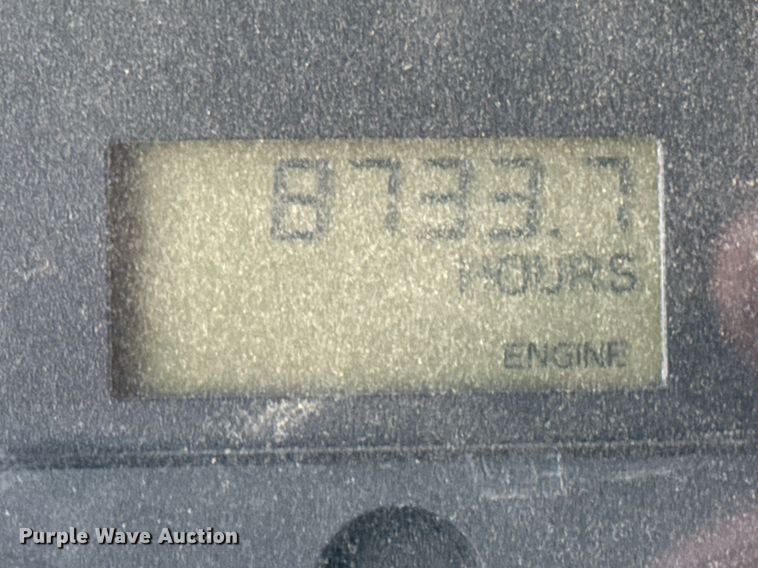 8733.7
HOURS
ENGINE
Purple Wave Auction